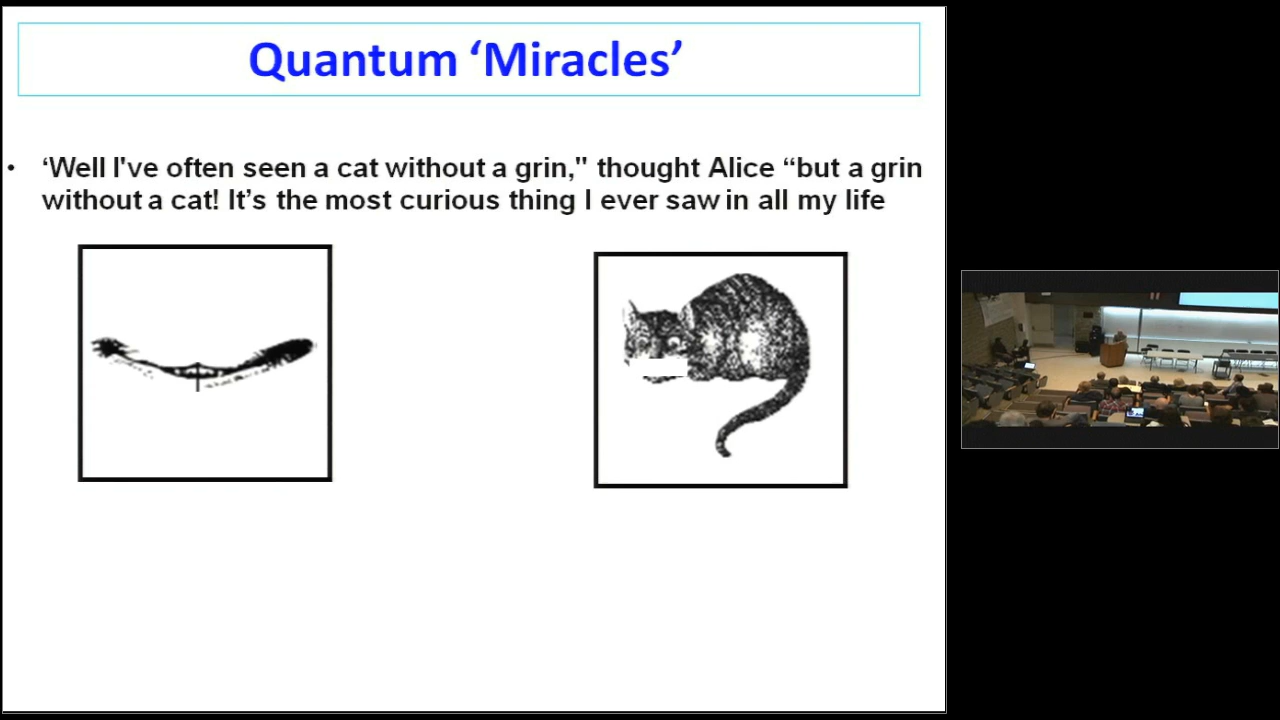 Quantum ‘Miracles’
• ‘Well I've often seen a cat without a grin," thought Alice “but a grin
without a cat! It’s the most curious thing I ever saw in all my life